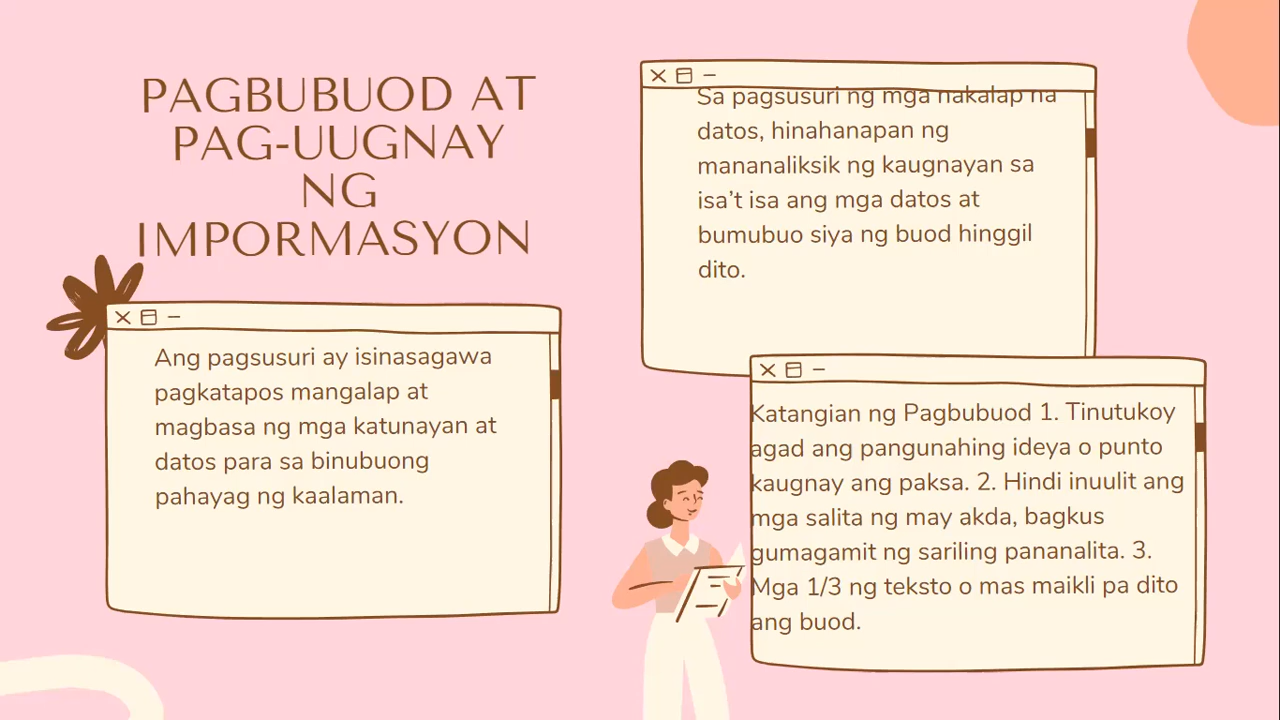 PAGBUBUOD AT
PAG-UUGNAY
NG
IMPORMASYON
Ang pagsusuri ay isinasagawa
pagkatapos mangalap at
magbasa ng mga katunayan at
datos para sa binubuong
pahayag ng kaalaman.
Sa pagsusuri ng mga nakalap na
datos, hinahanapan ng
mananaliksik ng kaugnayan sa
isa’t isa ang mga datos at
bumubuo siya ng buod hinggil
dito.
Katangian ng Pagbubuod 1. Tinutukoy
agad ang pangunahing ideya o punto
kaugnay ang paksa. 2. Hindi inuulit ang
mga salita ng may akda, bagkus
gumagamit ng sariling pananalita. 3.
Mga 1/3 ng teksto o mas maikli pa dito
ang buod.